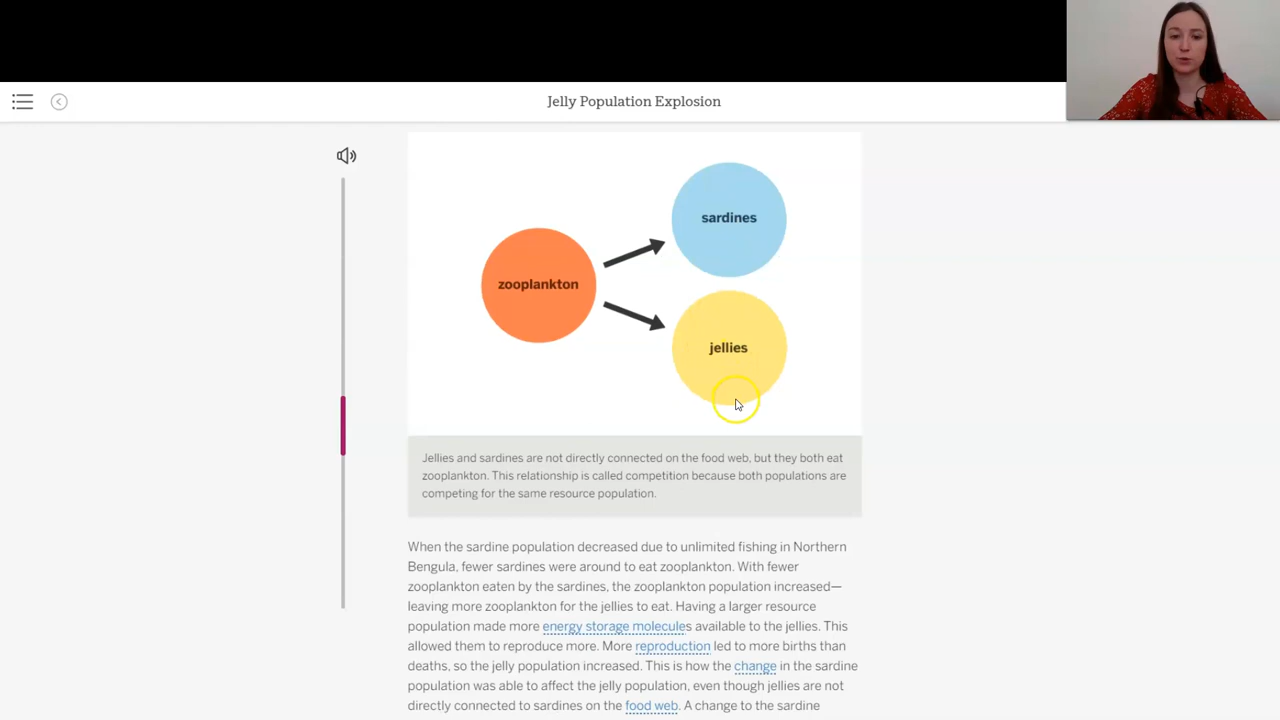 Jelly Population Explosion
sardines
zooplankton
jellies
Jellies and sardines are not directly connected on the food web, but they both eat
zooplankton. This relationship is called competition because both populations are
competing for the same resource population.
When the sardine population decreased due to unlimited fishing in Northern
Bengula, fewer sardines were around to eat zooplankton. With fewer
zooplankton eaten by the sardines, the zooplankton population increased—
leaving more zooplankton for the jellies to eat. Having a larger resource
population made more energy storage molecules available to the jellies. This
allowed them to reproduce more. More reproduction led to more births than
deaths, so the jelly population increased. This is how the change in the sardine
population was able to affect the jelly population, even though jellies are not
directly connected to sardines on the food web. A change to the sardine